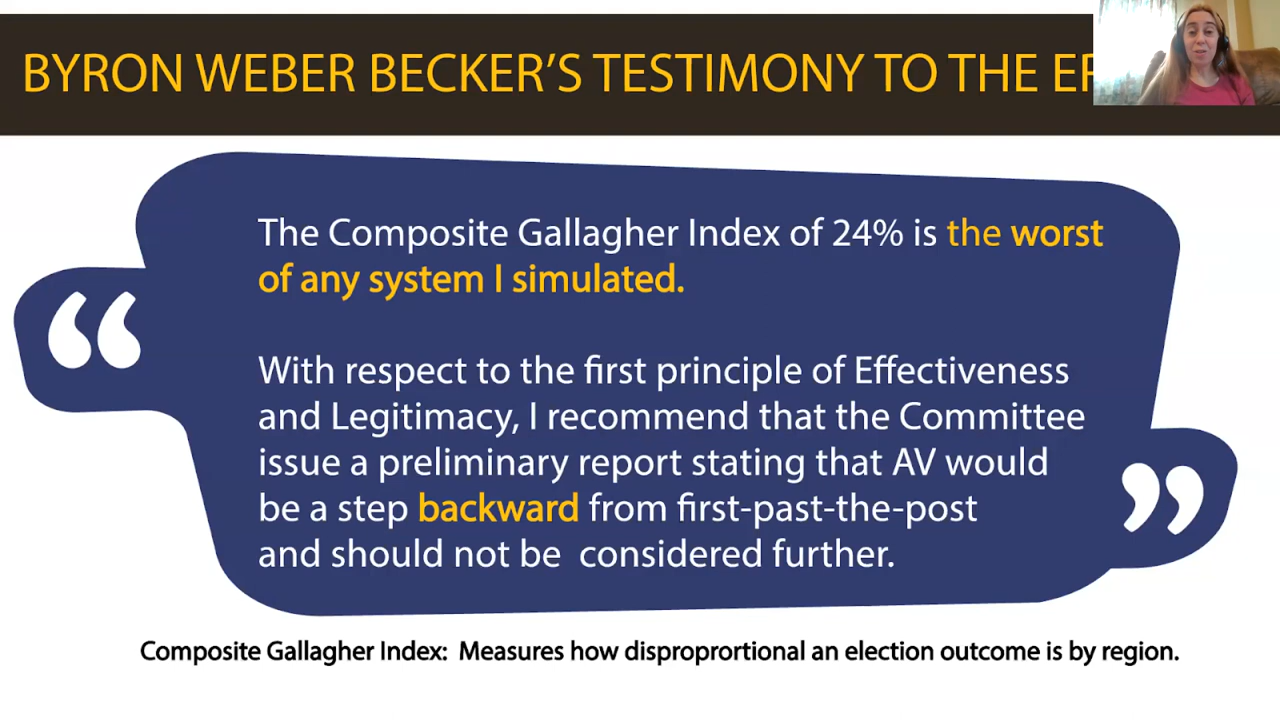 BYRON WEBER BECKER'S TESTIMONY TO THE
The Composite Gallagher Index of 24% is the worst
of any system I simulated.
With respect to the first principle of Effectiveness
and Legitimacy, I recommend that the Committee
issue a preliminary report stating that AV would
be a step backward from first-past-the-post
and should not be considered further.
Composite Gallagher Index: Measures how disproprortional an election outcome is by region.